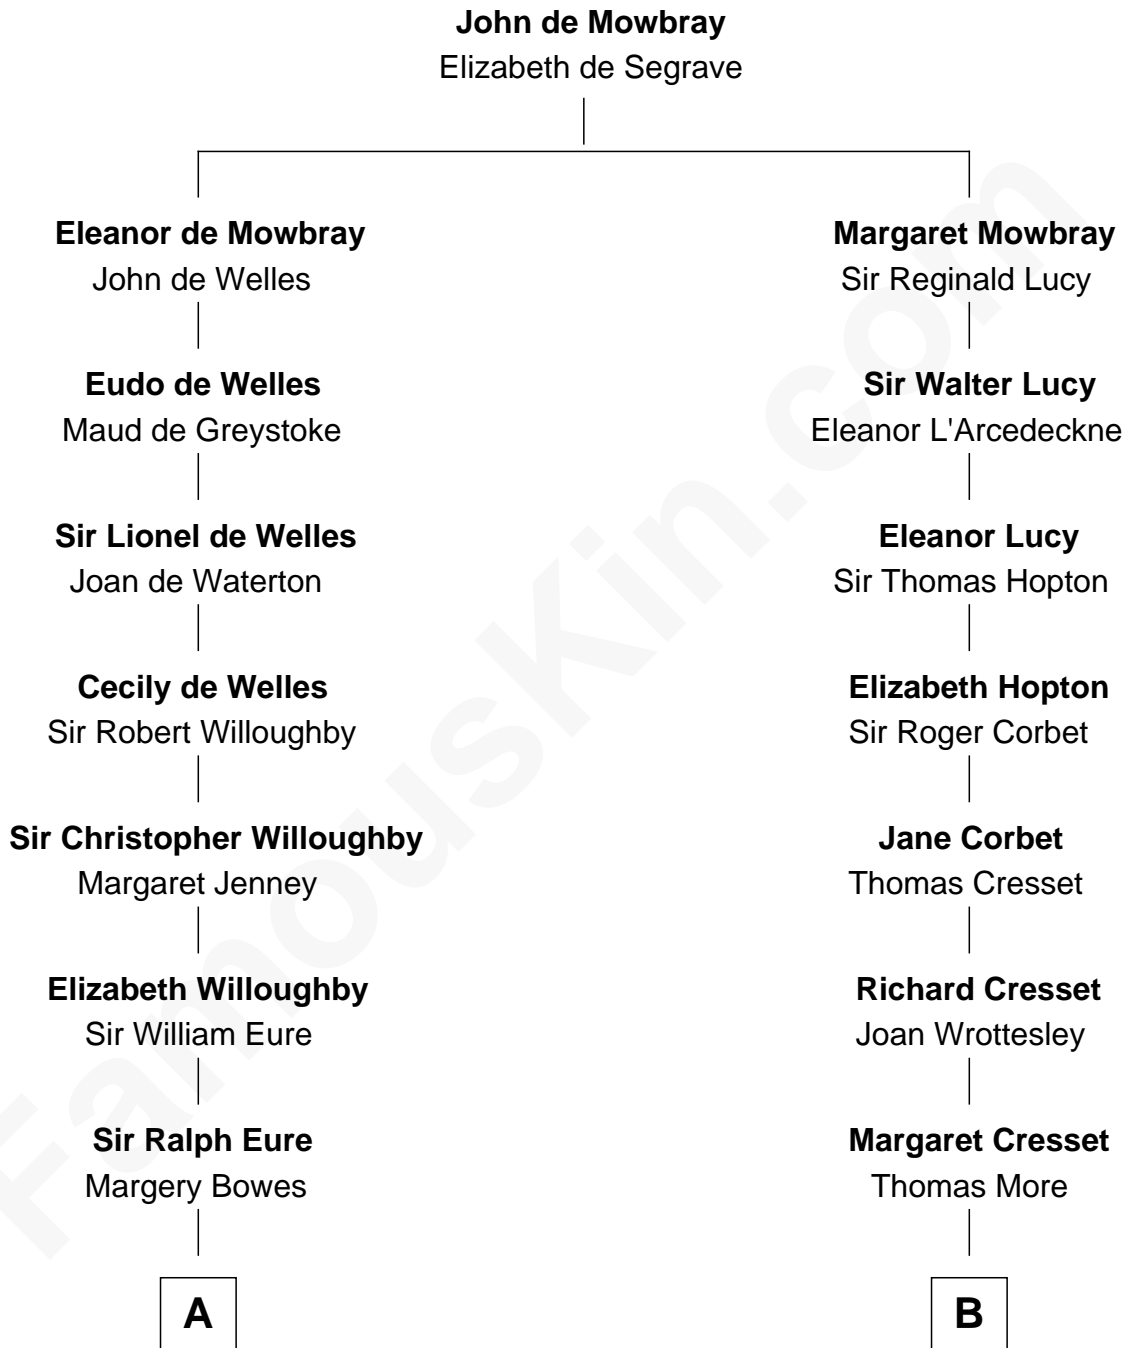 John de Mowbray
Elizabeth de Segrave
Eleanor de Mowbray
John de Welles
Margaret Mowbray
Sir Reginald Lucy
Eudo de Welles
Maud de Greystoke
Sir Walter Lucy
Eleanor L'Arcedeckne
Sir Lionel de Welles
Joan de Waterton
Eleanor Lucy
Sir Thomas Hopton
Cecily de Welles
Sir Robert Willoughby
Elizabeth Hopton
Sir Roger Corbet
Sir Christopher Willoughby
Margaret Jenney
Jane Corbet
Thomas Cresset
Elizabeth Willoughby
Sir William Eure
Richard Cresset
Joan Wrottesley
Sir Ralph Eure
Margery Bowes
Margaret Cresset
Thomas More
A
B
FamousKin.com